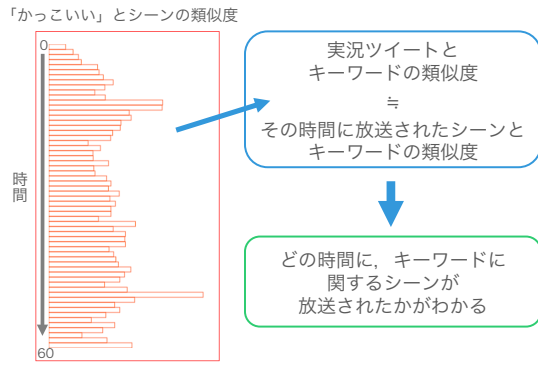 「かっこいい」とシーンの類似度
0
時間
60
実況ツイートと
キーワードの類似度
≒
その時間に放送されたシーンと
キーワードの類似度
どの時間に，キーワードに
関するシーンが
放送されたかがわかる